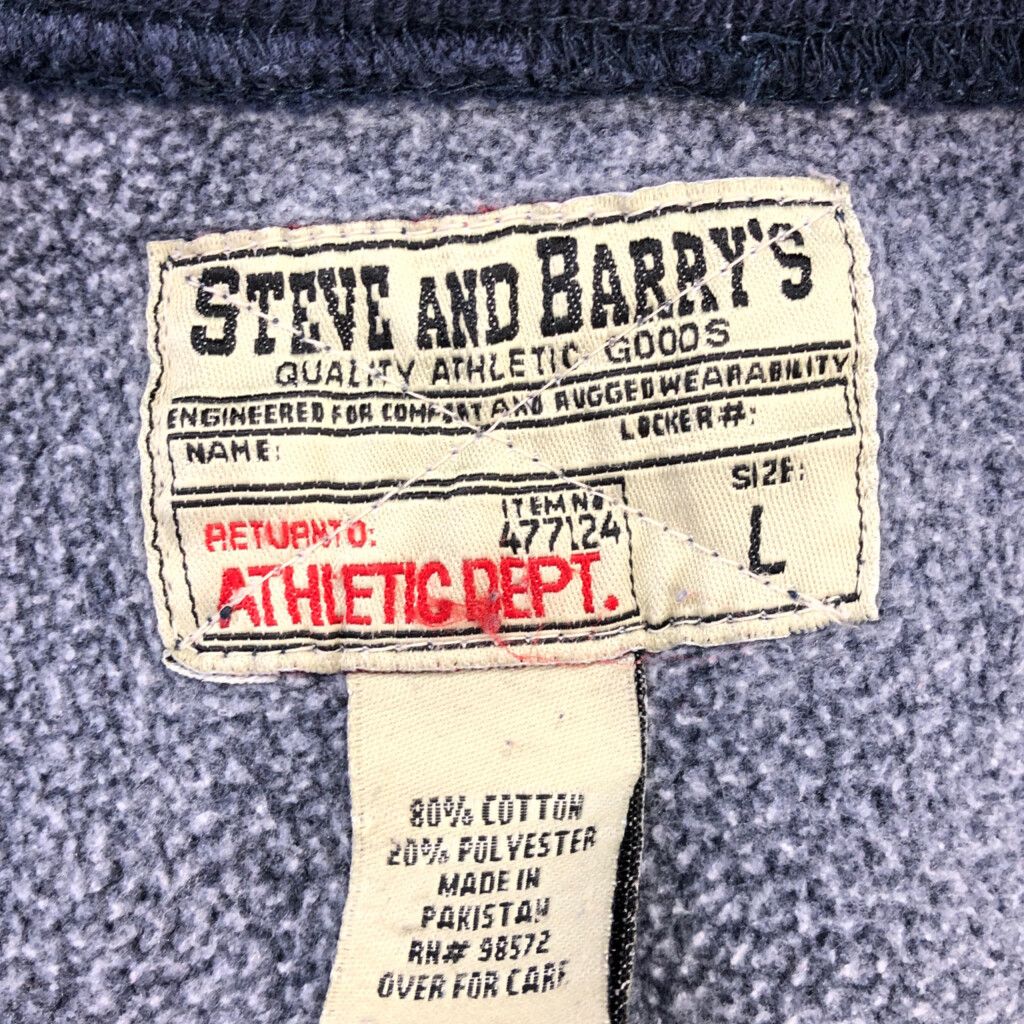 STEVE AND BARRY'S
QUALITY ATHLETIC GOODS
ENGINEERED FOR COMFORT AND RUGGED WEARABILITY
NAME: LOCKER #:
SIZE:
ITEM NO
RETURN TO: 477124
L
ATHLETIC DEPT.
80% COTTON
20% POLYESTER
MADE IN
PAKISTAN
RN# 98572
OVER FOR CARE